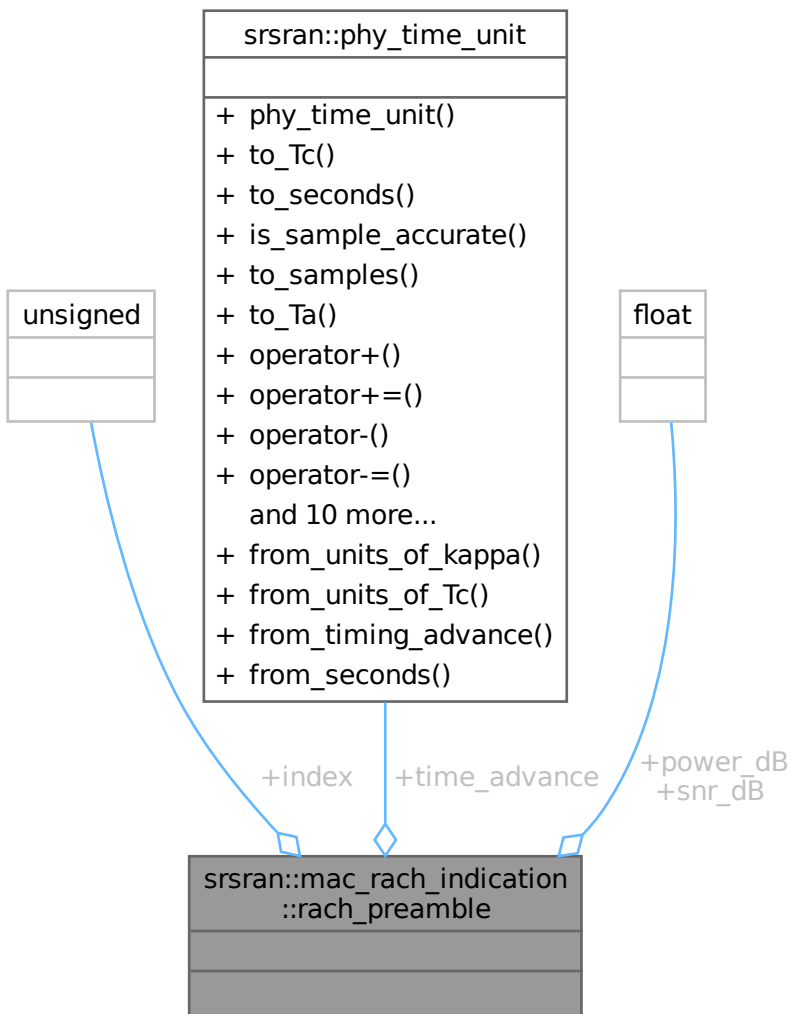 srsran::phy_time_unit
+ phy_time_unit()
+ to_Tc()
+ to_seconds()
+ is_sample_accurate()
+ to_samples()
+ to_Ta()
+ operator+()
+ operator+=()
+ operator-()
+ operator-=()
and 10 more...
+ from_units_of_kappa()
+ from_units_of_Tc()
+ from_timing_advance()
+ from_seconds()
unsigned
float
+index
+time_advance
+power_dB
+snr_dB
srsran::mac_rach_indication
::rach_preamble